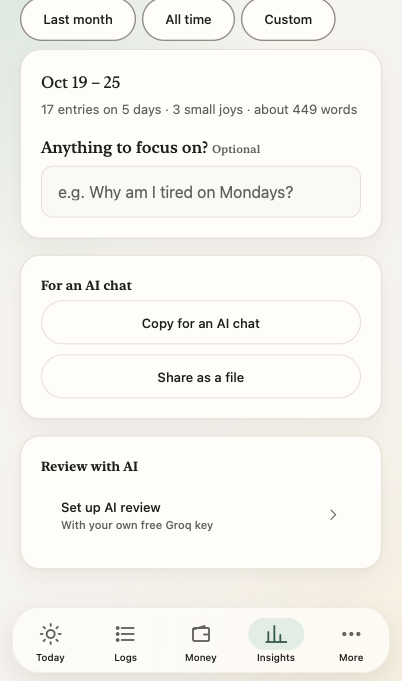 Last month
All time
Custom
Oct 19 – 25
17 entries on 5 days · 3 small joys · about 449 words
Anything to focus on? Optional
e.g. Why am I tired on Mondays?
For an AI chat
Copy for an AI chat
Share as a file
Review with AI
Set up AI review
With your own free Groq key
Today
Logs
Money
Insights
More